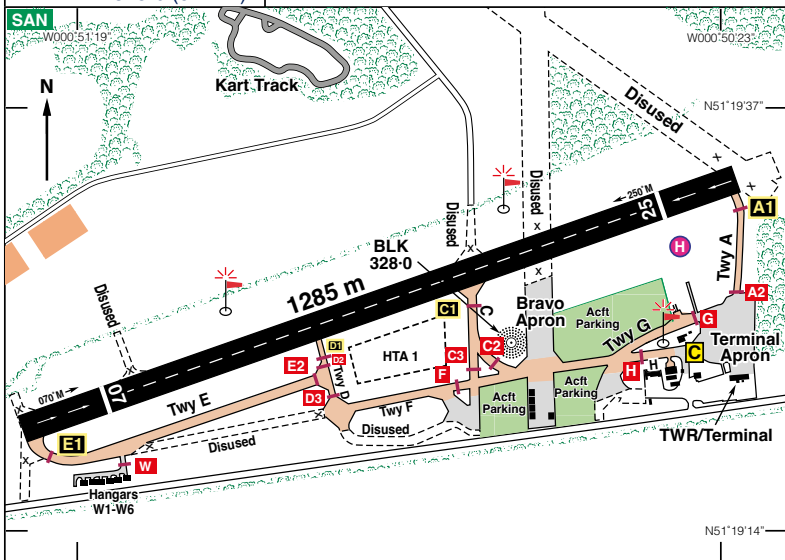 SAN
W000°51'19"
W000°50'23"
Kart Track
N
N51°19'37"
Disused
Disused
Disused
250°M
25
A1
H
Twy A
BLK
328·0
1285 m
Disused
C1
C
Bravo
Apron
Acft
Parking
A2
G
Twy G
Terminal
Apron
C
D1
D2
E2
HTA 1
C3
C2
F
H
H
070°M
07
Twy E
Twy D
D3
Twy F
Acft
Parking
Acft
Parking
Disused
Disused
TWR/Terminal
E1
W
Hangars
W1-W6
N51°19'14"